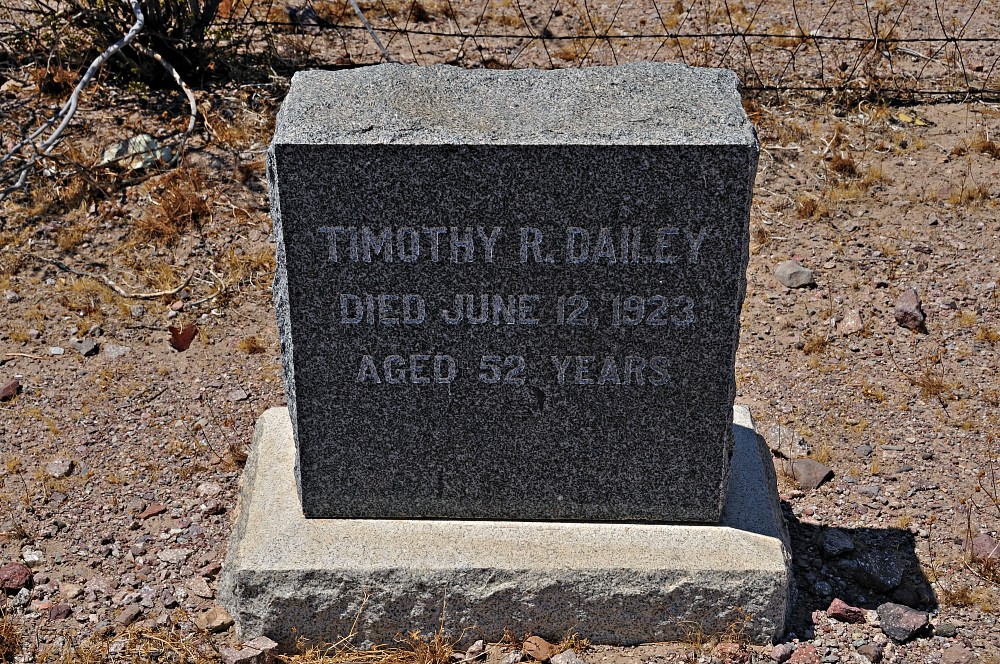 TIMOTHY R. DAILEY
DIED JUNE 12, 1923
AGED 52 YEARS